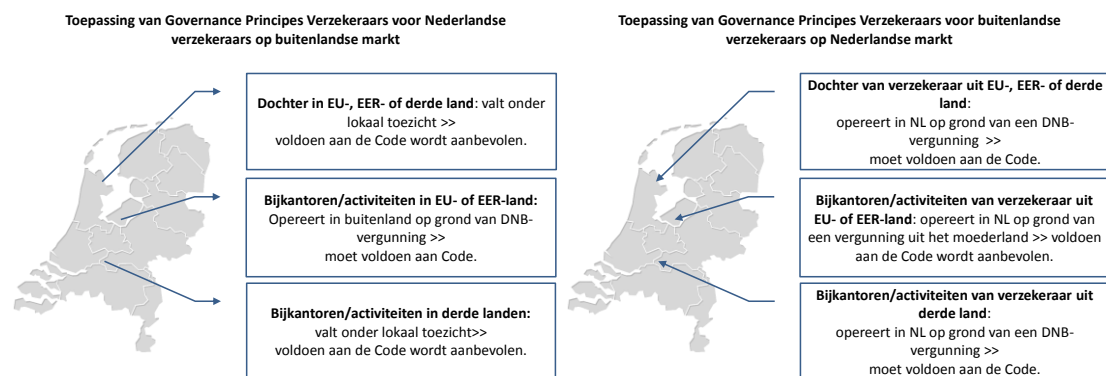 Toepassing van Governance Principes Verzekeraars voor Nederlandse
verzekeraars op buitenlandse markt
Dochter in EU-, EER- of derde land: valt onder
lokaal toezicht >>
voldoen aan de Code wordt aanbevolen.
Bijkantoren/activiteiten in EU- of EER-land:
Opereert in buitenland op grond van DNB-
vergunning >>
moet voldoen aan Code.
Bijkantoren/activiteiten in derde landen:
valt onder lokaal toezicht>>
voldoen aan de Code wordt aanbevolen.
Toepassing van Governance Principes Verzekeraars voor buitenlandse
verzekeraars op Nederlandse markt
Dochter van verzekeraar uit EU-, EER- of derde
land:
opereert in NL op grond van een DNB-
vergunning >>
moet voldoen aan de Code.
Bijkantoren/activiteiten van verzekeraar uit
EU- of EER-land: opereert in NL op grond van
een vergunning uit het moederland >> voldoen
aan de Code wordt aanbevolen.
Bijkantoren/activiteiten van verzekeraar uit
derde land:
opereert in NL op grond van een DNB-
vergunning >>
moet voldoen aan de Code.